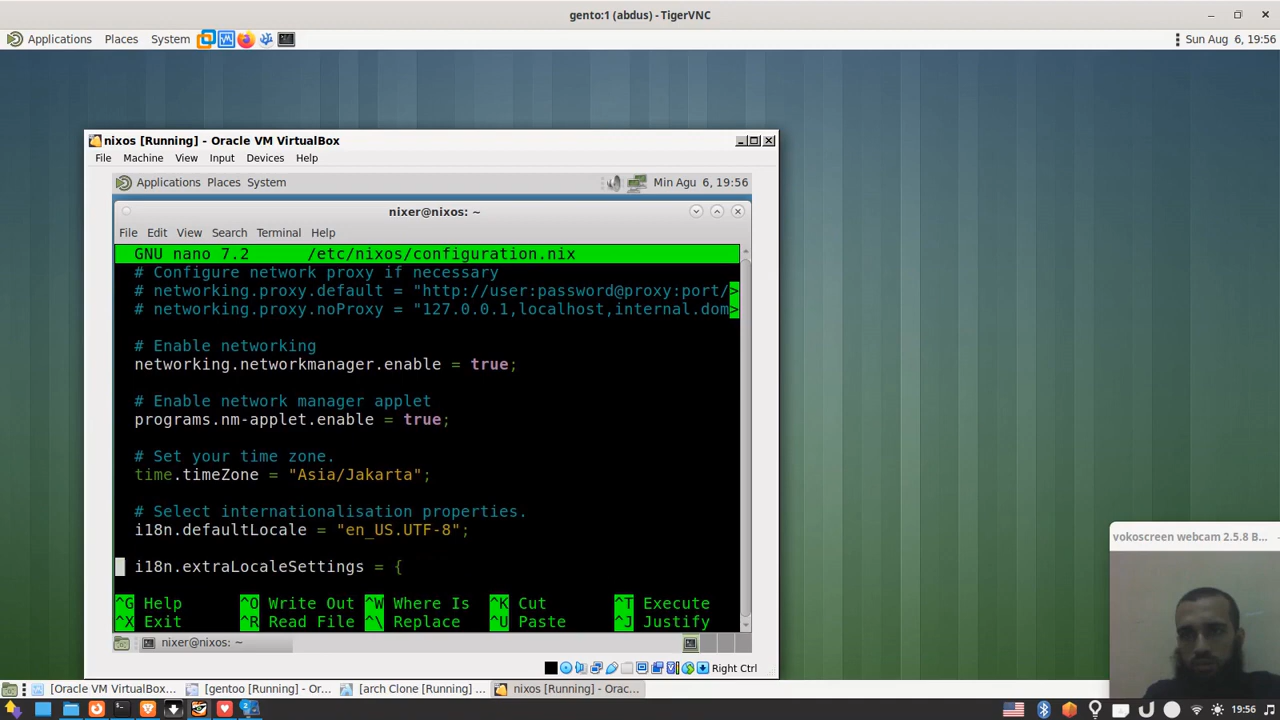 gento:1 (abdus) - TigerVNC
Applications Places System
Sun Aug 6, 19:56
nixos [Running] - Oracle VM VirtualBox
File Machine View Input Devices Help
Applications Places System
Min Agu 6, 19:56
nixer@nixos: ~
File Edit View Search Terminal Help
GNU nano 7.2 /etc/nixos/configuration.nix
# Configure network proxy if necessary
# networking.proxy.default = "http://user:password@proxy:port/>
# networking.proxy.noProxy = "127.0.0.1,localhost,internal.dom>
# Enable networking
networking.networkmanager.enable = true;
# Enable network manager applet
programs.nm-applet.enable = true;
# Set your time zone.
time.timeZone = "Asia/Jakarta";
# Select internationalisation properties.
i18n.defaultLocale = "en_US.UTF-8";
i18n.extraLocaleSettings = {
^G Help ^O Write Out ^W Where Is ^K Cut ^T Execute
^X Exit ^R Read File ^\ Replace ^U Paste ^J Justify
nixer@nixos: ~
Right Ctrl
vokoscreen webcam 2.5.8 B...
[Oracle VM VirtualBox... [gentoo [Running] - Or... [arch Clone [Running] ... nixos [Running] - Orac...
19:56